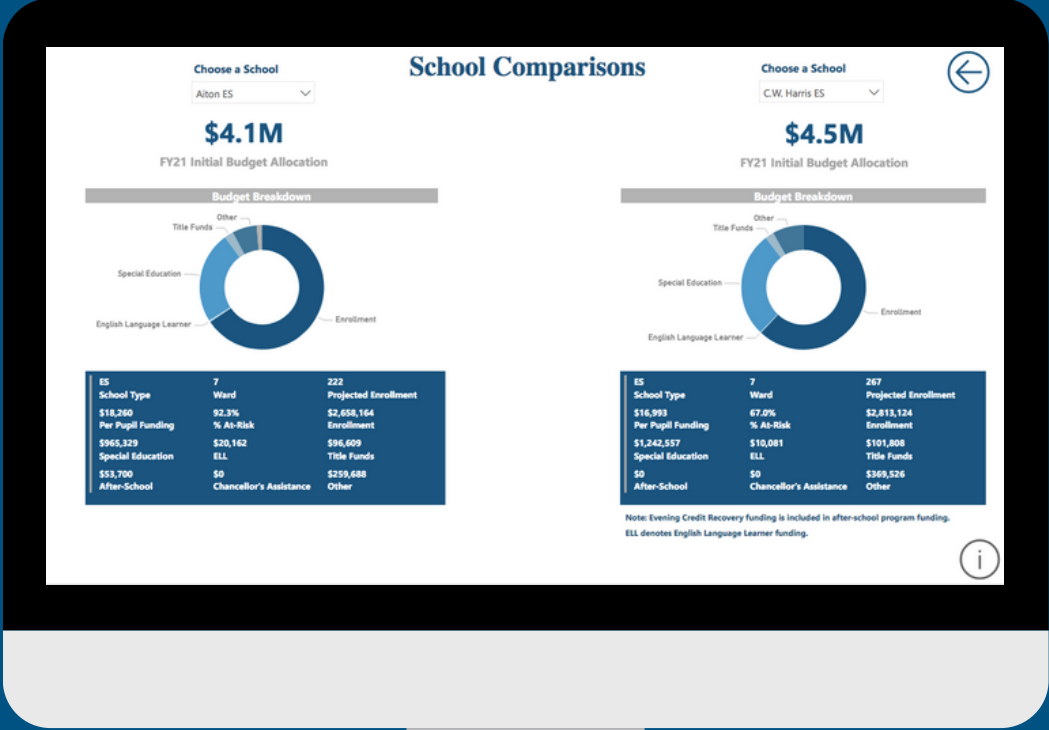 School Comparisons
Choose a School
Aiton ES
$4.1M
FY21 Initial Budget Allocation
Budget Breakdown
Other
Title Funds
Special Education
English Language Learner
Enrollment
ES 7 222
School Type Ward Projected Enrollment
$18,260 92.3% $2,658,164
Per Pupil Funding % At-Risk Enrollment
$965,329 $20,162 $96,609
Special Education ELL Title Funds
$53,700 $0 $259,688
After-School Chancellor's Assistance Other
Choose a School
C.W. Harris ES
$4.5M
FY21 Initial Budget Allocation
Budget Breakdown
Other
Title Funds
Special Education
English Language Learner
Enrollment
ES 7 267
School Type Ward Projected Enrollment
$16,993 67.0% $2,813,124
Per Pupil Funding % At-Risk Enrollment
$1,242,557 $10,081 $101,808
Special Education ELL Title Funds
$0 $0 $369,526
After-School Chancellor's Assistance Other
Note: Evening Credit Recovery funding is included in after-school program funding.
ELL denotes English Language Learner funding.
i